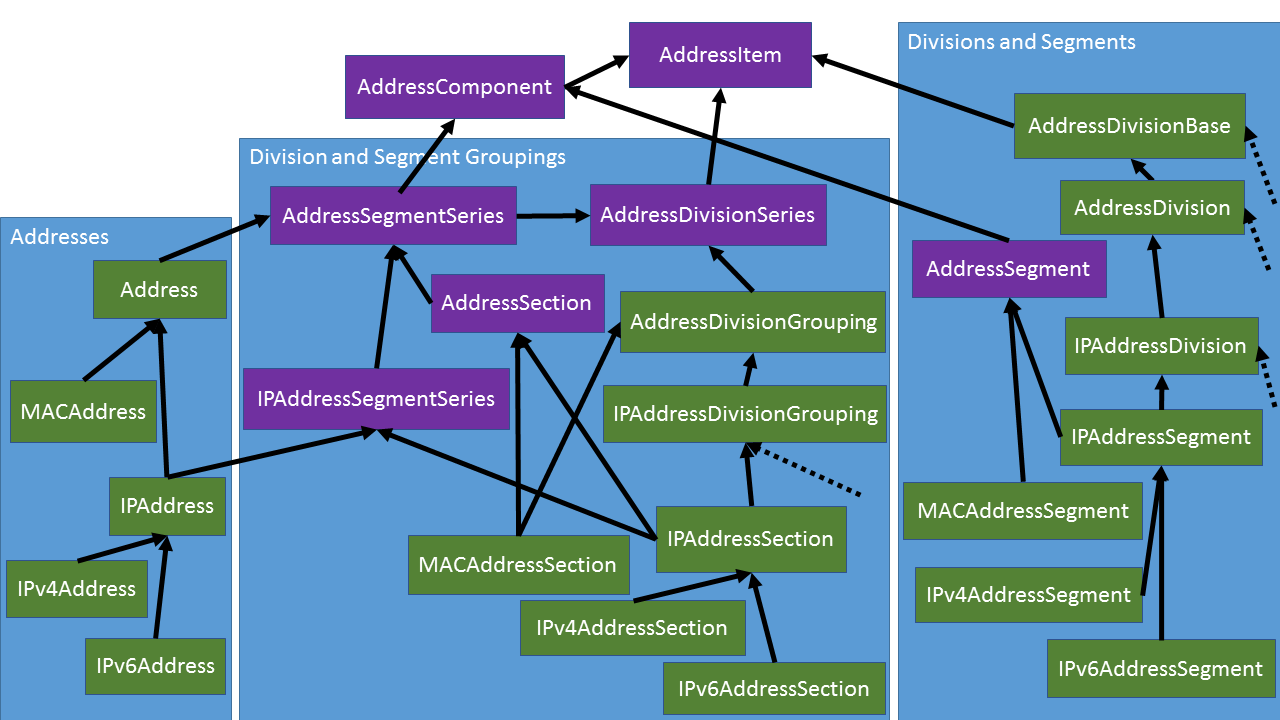 AddressItem
AddressComponent
Addresses
Address
MACAddress
IPAddress
IPv4Address
IPv6Address
Division and Segment Groupings
AddressSegmentSeries
AddressDivisionSeries
AddressSection
AddressDivisionGrouping
IPAddressSegmentSeries
IPAddressDivisionGrouping
IPAddressSection
MACAddressSection
IPv4AddressSection
IPv6AddressSection
Divisions and Segments
AddressDivisionBase
AddressDivision
AddressSegment
IPAddressDivision
IPAddressSegment
MACAddressSegment
IPv4AddressSegment
IPv6AddressSegment